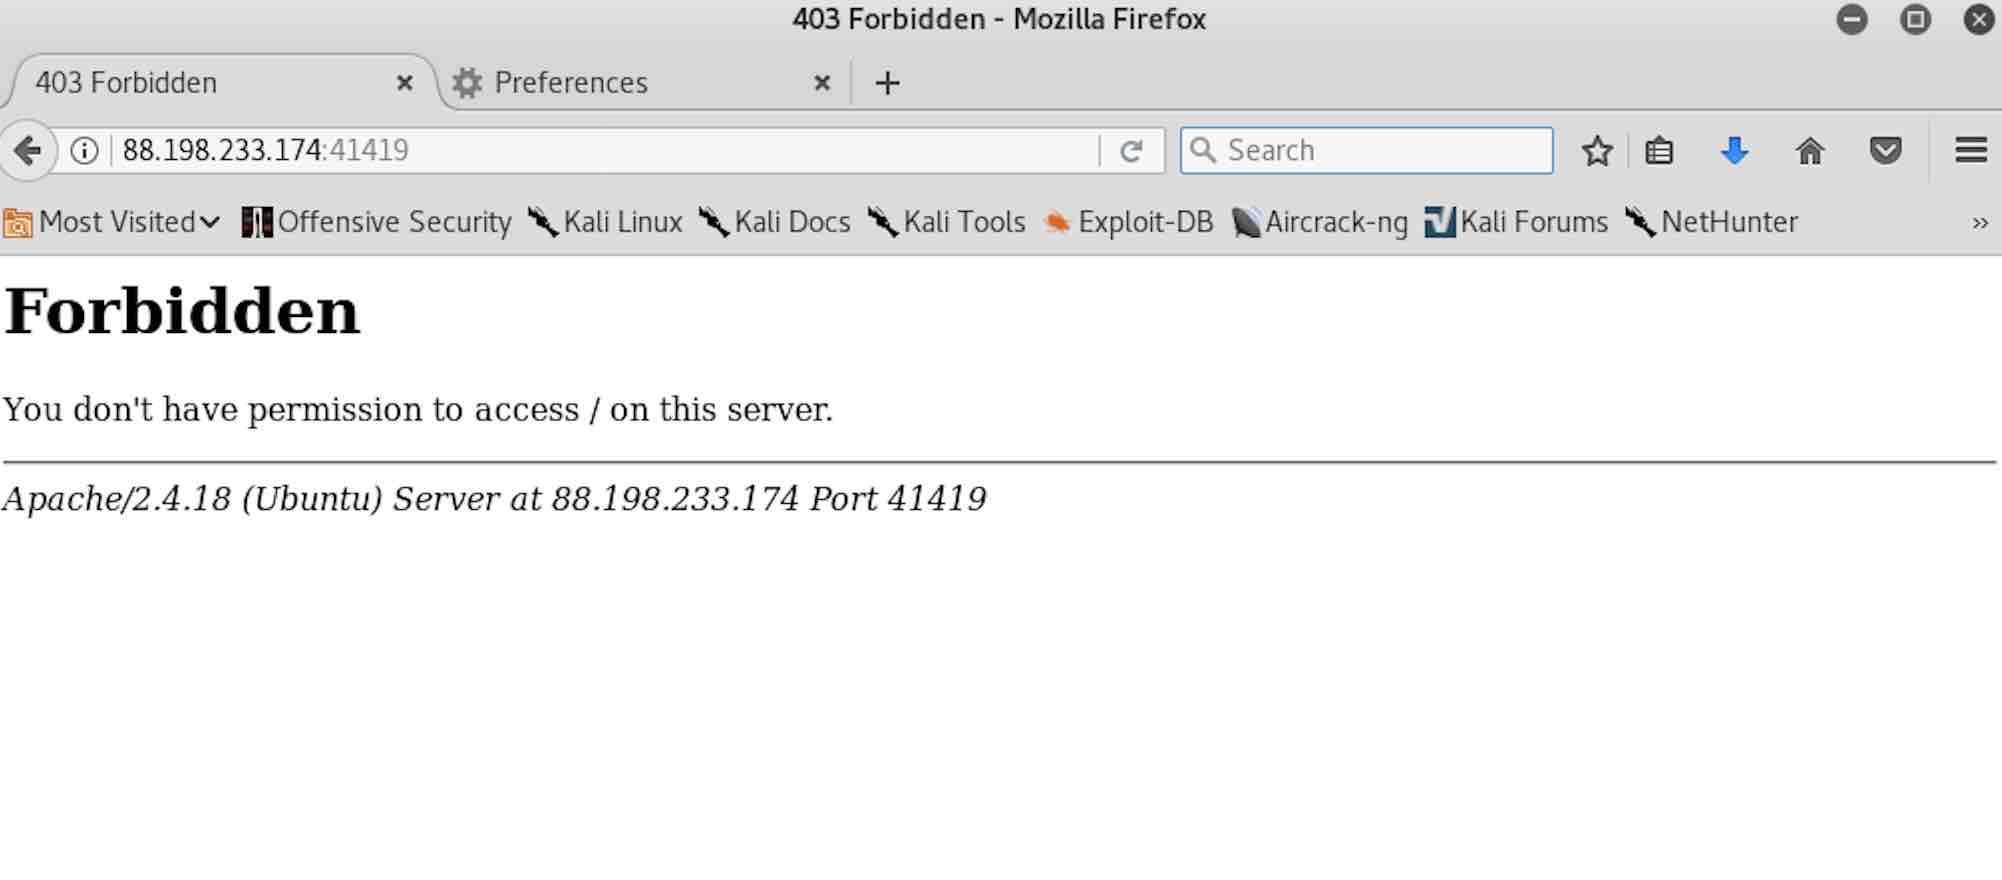 403 Forbidden - Mozilla Firefox
403 Forbidden Preferences
88.198.233.174:41419 Search
Most Visited Offensive Security Kali Linux Kali Docs Kali Tools Exploit-DB Aircrack-ng Kali Forums NetHunter
Forbidden
You don't have permission to access / on this server.
Apache/2.4.18 (Ubuntu) Server at 88.198.233.174 Port 41419